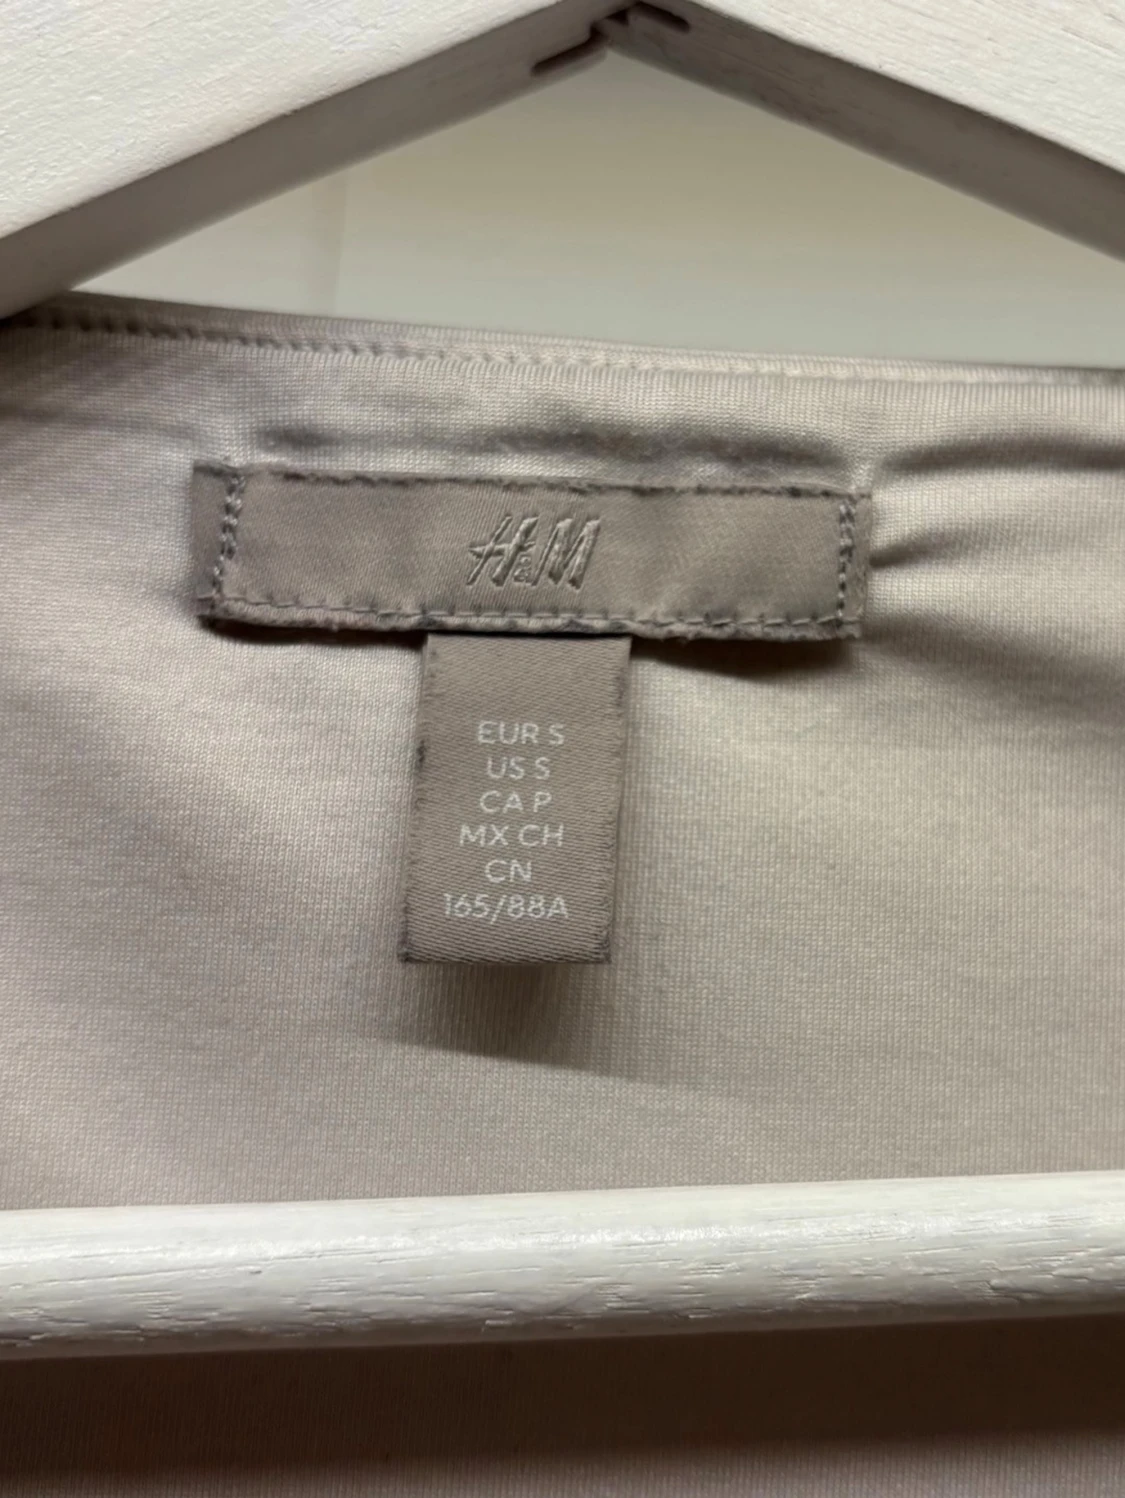 H&M
EUR S
US S
CA P
MX CH
CN
165/88A